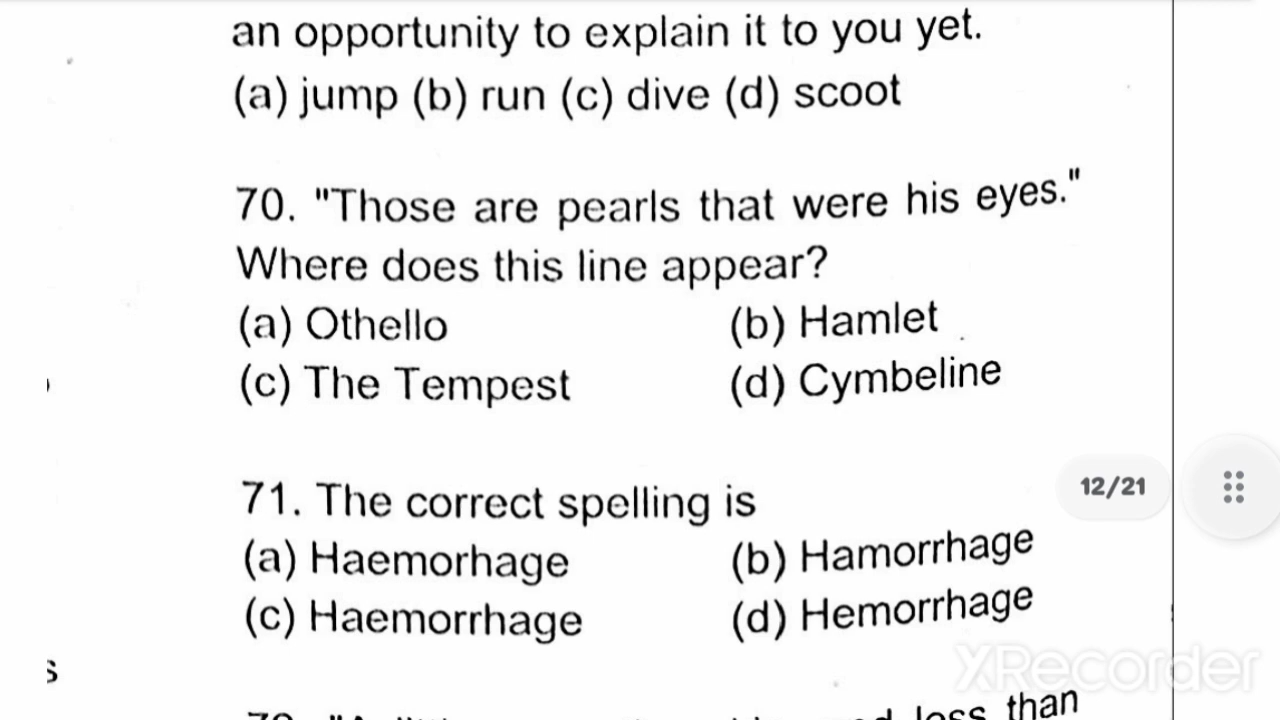 an opportunity to explain it to you yet.
(a) jump (b) run (c) dive (d) scoot
70. "Those are pearls that were his eyes."
Where does this line appear?
(a) Othello (b) Hamlet
(c) The Tempest (d) Cymbeline
71. The correct spelling is
12/21
(a) Haemorhage (b) Hamorrhage
(c) Haemorrhage (d) Hemorrhage
XRecorder
s
loss than